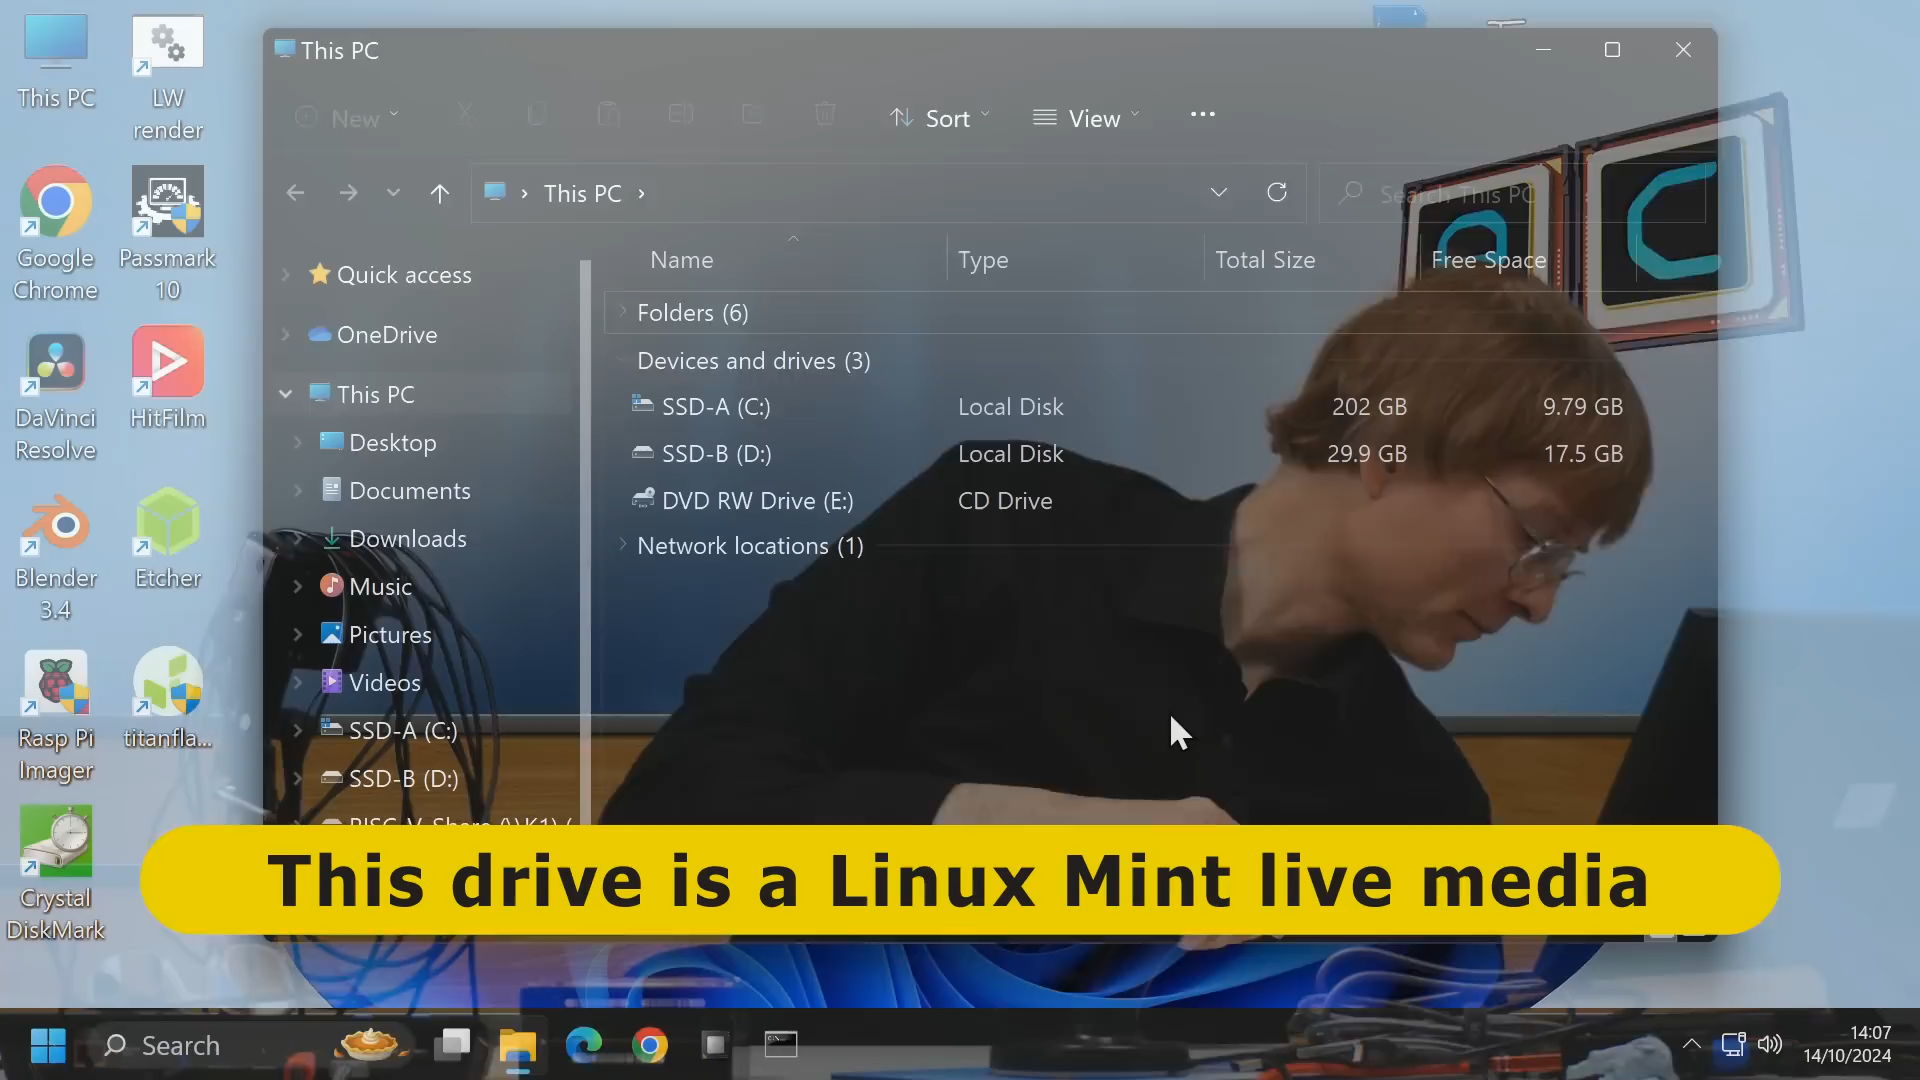 This PC
LW
render
Google
Chrome
Passmark
10
DaVinci
Resolve
HitFilm
Blender
3.4
Etcher
Rasp Pi
Imager
titanfla...
Crystal
DiskMark
This PC
New
Sort
View
This PC
Search This PC
Quick access
OneDrive
This PC
Desktop
Documents
Downloads
Music
Pictures
Videos
SSD-A (C:)
SSD-B (D:)
RISC-V-Share (\\K1) (
Name Type Total Size Free Space
Folders (6)
Devices and drives (3)
SSD-A (C:) Local Disk 202 GB 9.79 GB
SSD-B (D:) Local Disk 29.9 GB 17.5 GB
DVD RW Drive (E:) CD Drive
Network locations (1)
C
This drive is a Linux Mint live media
Search
14:07
14/10/2024